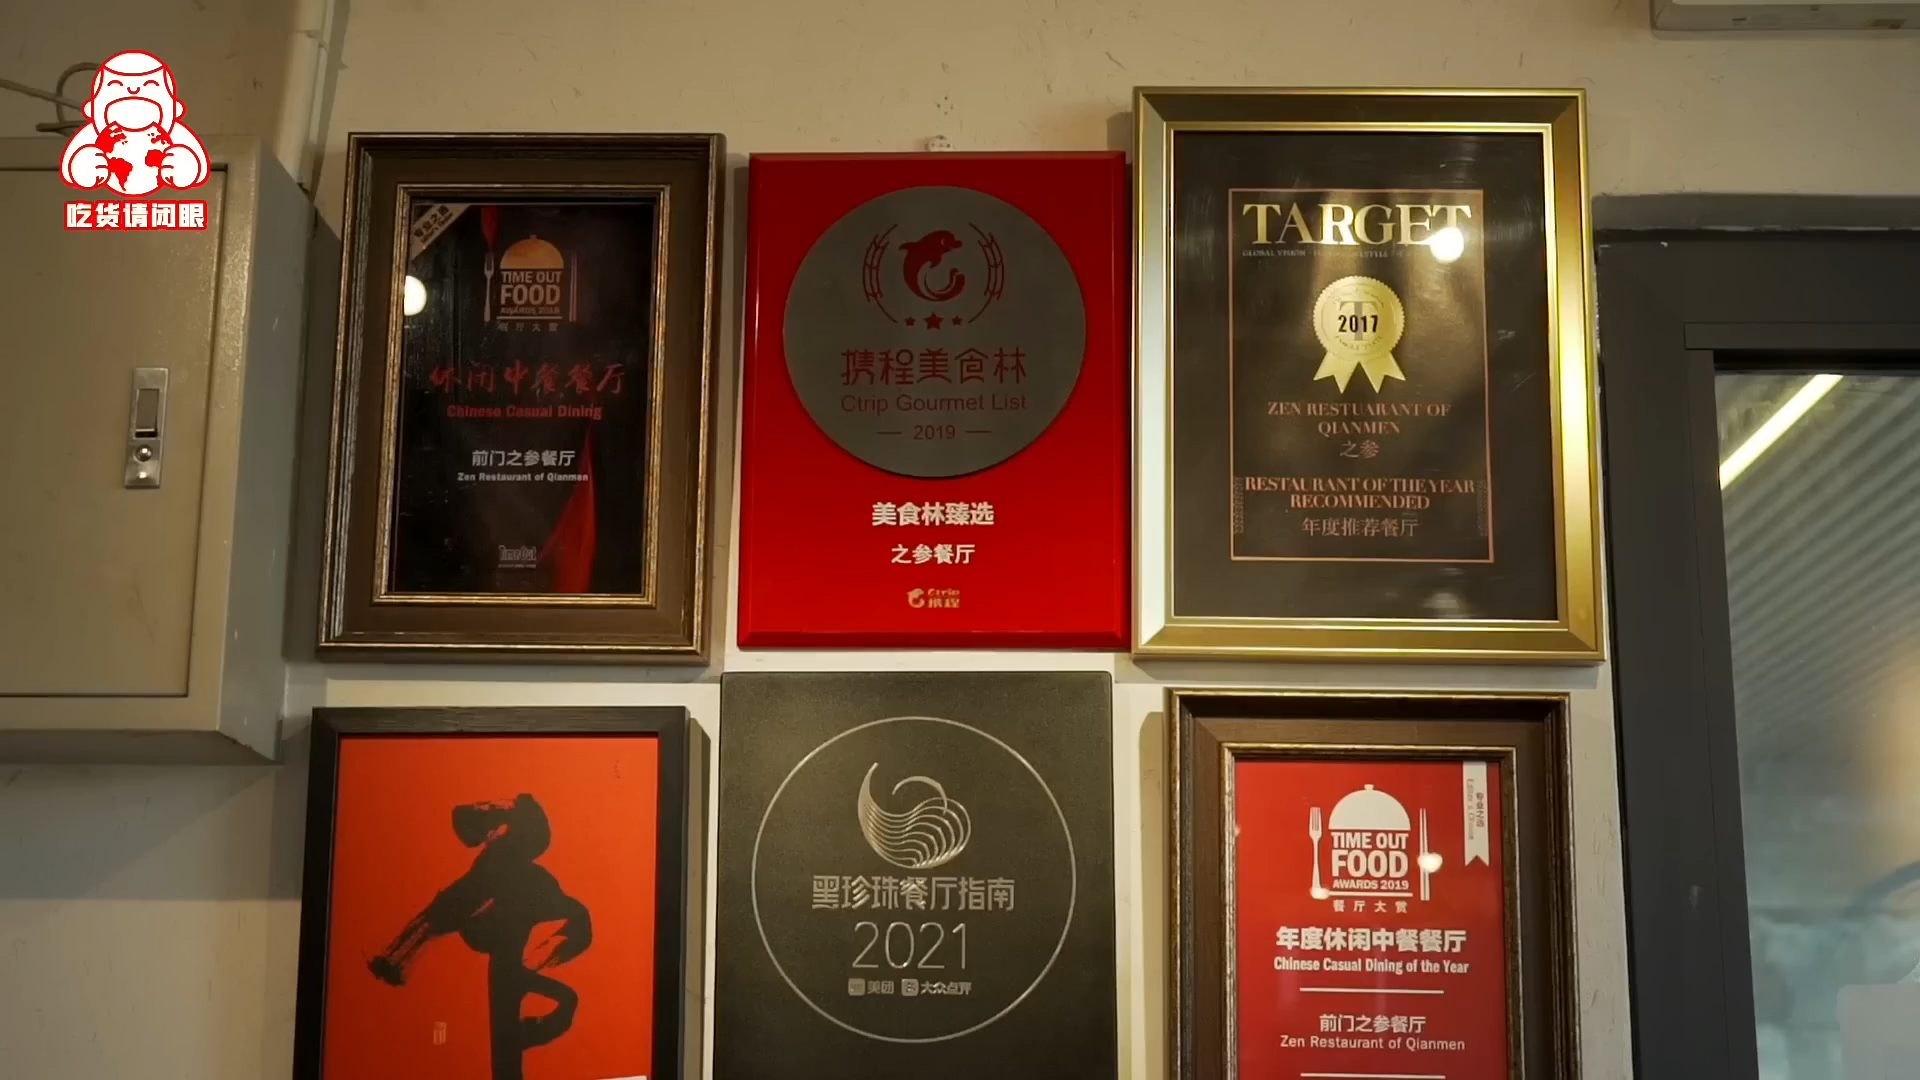 吃货请闭眼
TIME OUT
FOOD
AWARDS 2018
餐厅大赏
休闲中餐餐厅
Chinese Casual Dining
前门之参餐厅
Zen Restaurant of Qianmen
TimeOut
携程美食林
Ctrip Gourmet List
2019
美食林臻选
之参餐厅
Ctrip
携程
TARGET
2017
ZEN RESTUARANT OF
QIANMEN
之参
RESTAURANT OF THE YEAR
RECOMMENDED
年度推荐餐厅
黑珍珠餐厅指南
2021
美团 大众点评
TIME OUT
FOOD
AWARDS 2019
餐厅大赏
年度休闲中餐餐厅
Chinese Casual Dining of the Year
前门之参餐厅
Zen Restaurant of Qianmen